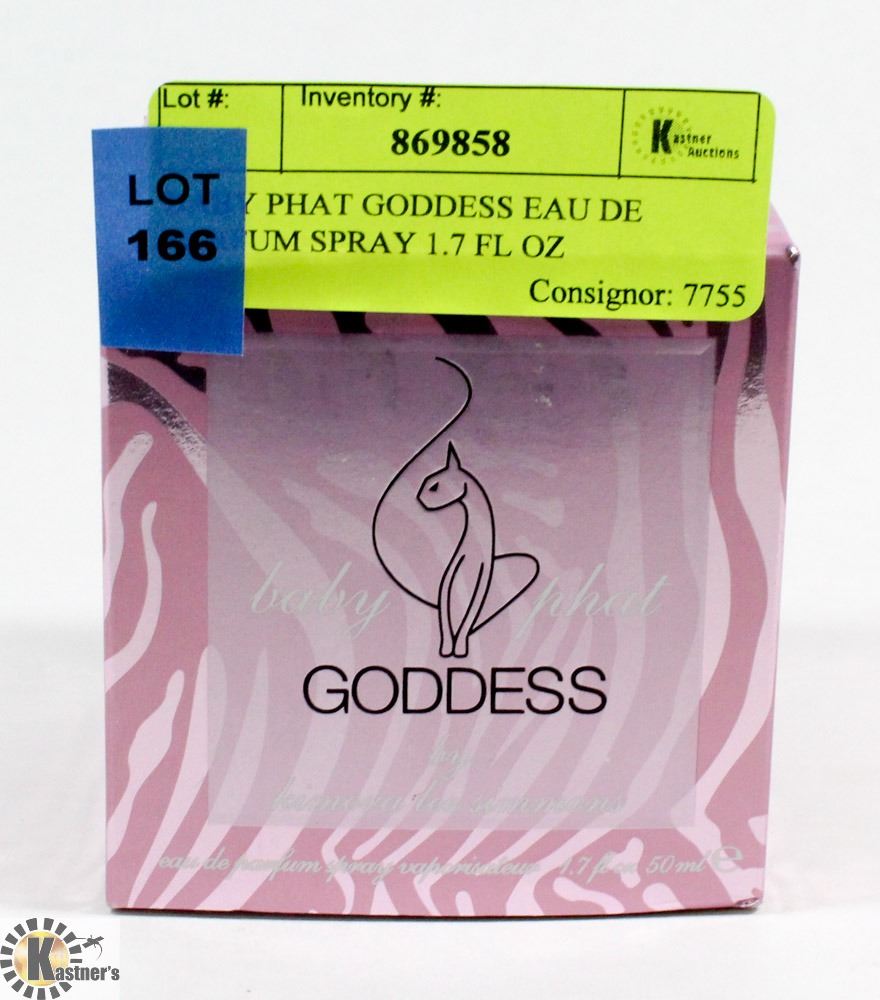 Lot #:
Inventory #:
869858
Kastner
Auctions
LOT
166
Y PHAT GODDESS EAU DE
UM SPRAY 1.7 FL OZ
Consignor: 7755
baby phat
GODDESS
by
kimora lee simmons
eau de parfum spray vaporisateur 1.7 fl oz 50 ml e
Kastner's